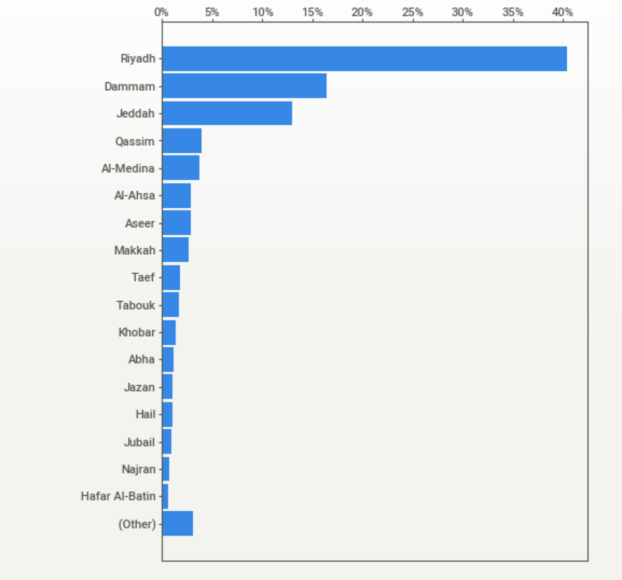 0% 5% 10% 15% 20% 25% 30% 35% 40%
Riyadh
Dammam
Jeddah
Qassim
Al-Medina
Al-Ahsa
Aseer
Makkah
Taef
Tabouk
Khobar
Abha
Jazan
Hail
Jubail
Najran
Hafar Al-Batin
(Other)